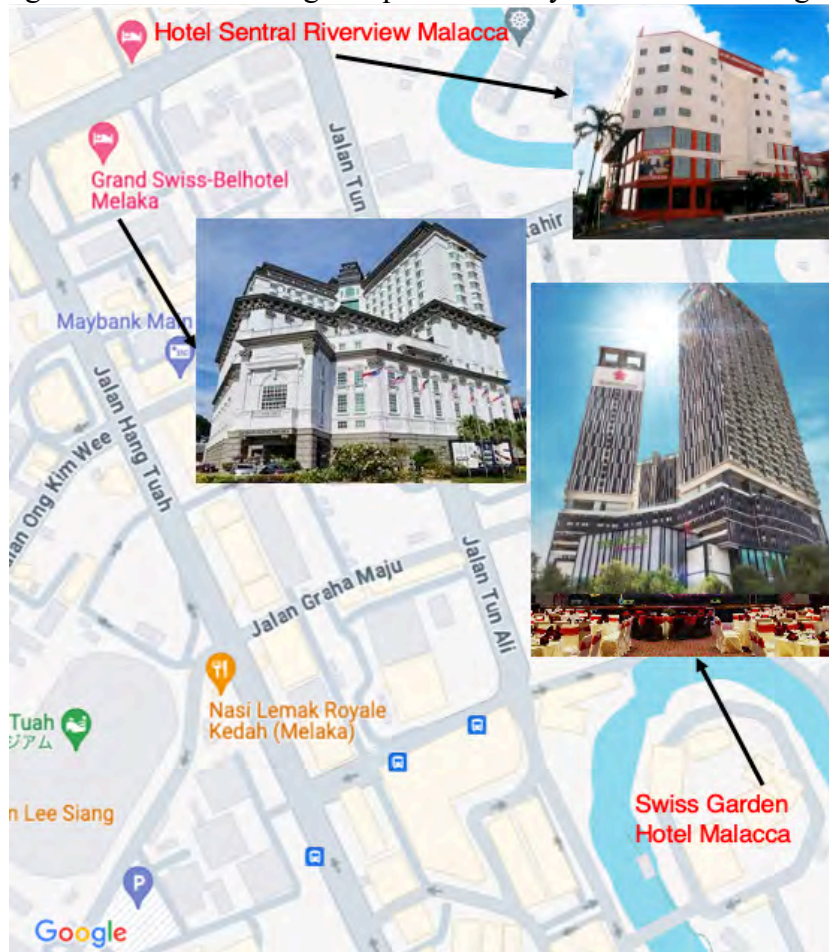 Hotel Sentral Riverview Malacca
Jalan Tun
Grand Swiss-Belhotel
Melaka
Maybank Main
Jalan Hang Tuah
Ong Kim Wee
Jalan Graha Maju
Jalan Tun Ali
Nasi Lemak Royale
Kedah (Melaka)
Tuah
ジアム
Lee Siang
Swiss Garden
Hotel Malacca
P
Google